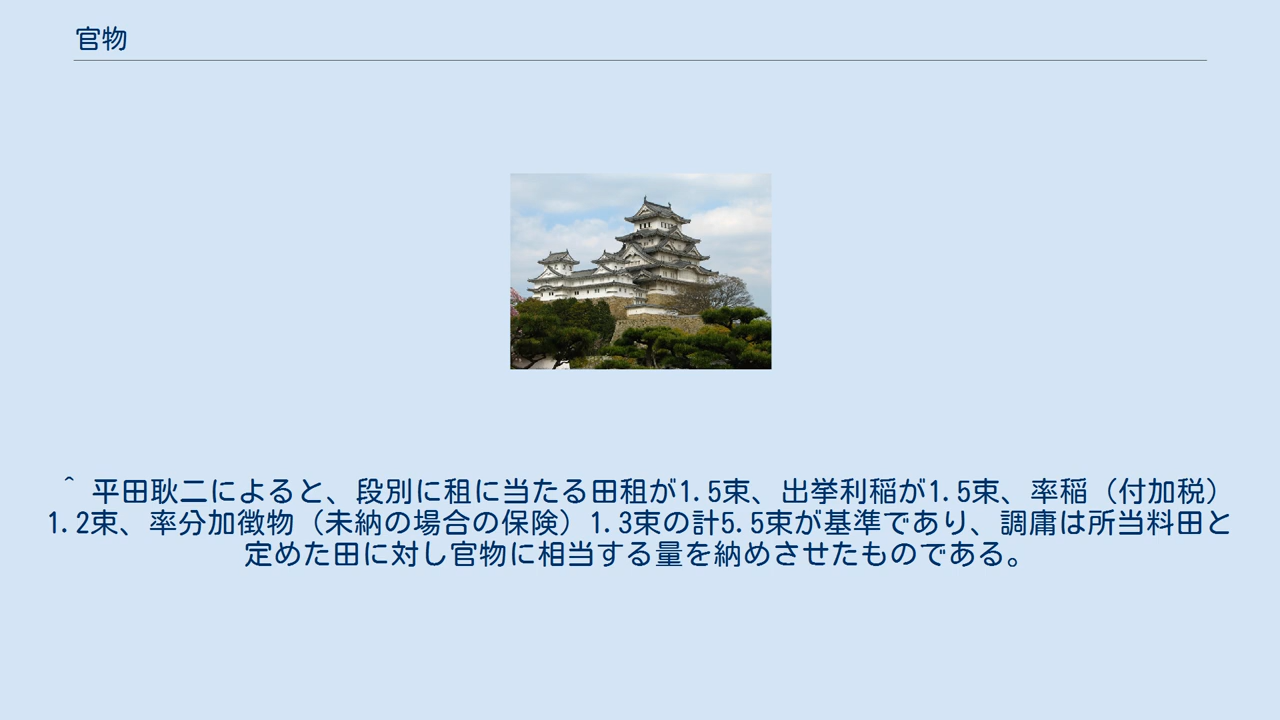 官物
^ 平田耿二によると、段別に租に当たる田租が1.5束、出挙利稲が1.5束、率稲（付加税）
1.2束、率分加徴物（未納の場合の保険）1.3束の計5.5束が基準であり、調庸は所当料田と
定めた田に対し官物に相当する量を納めさせたものである。